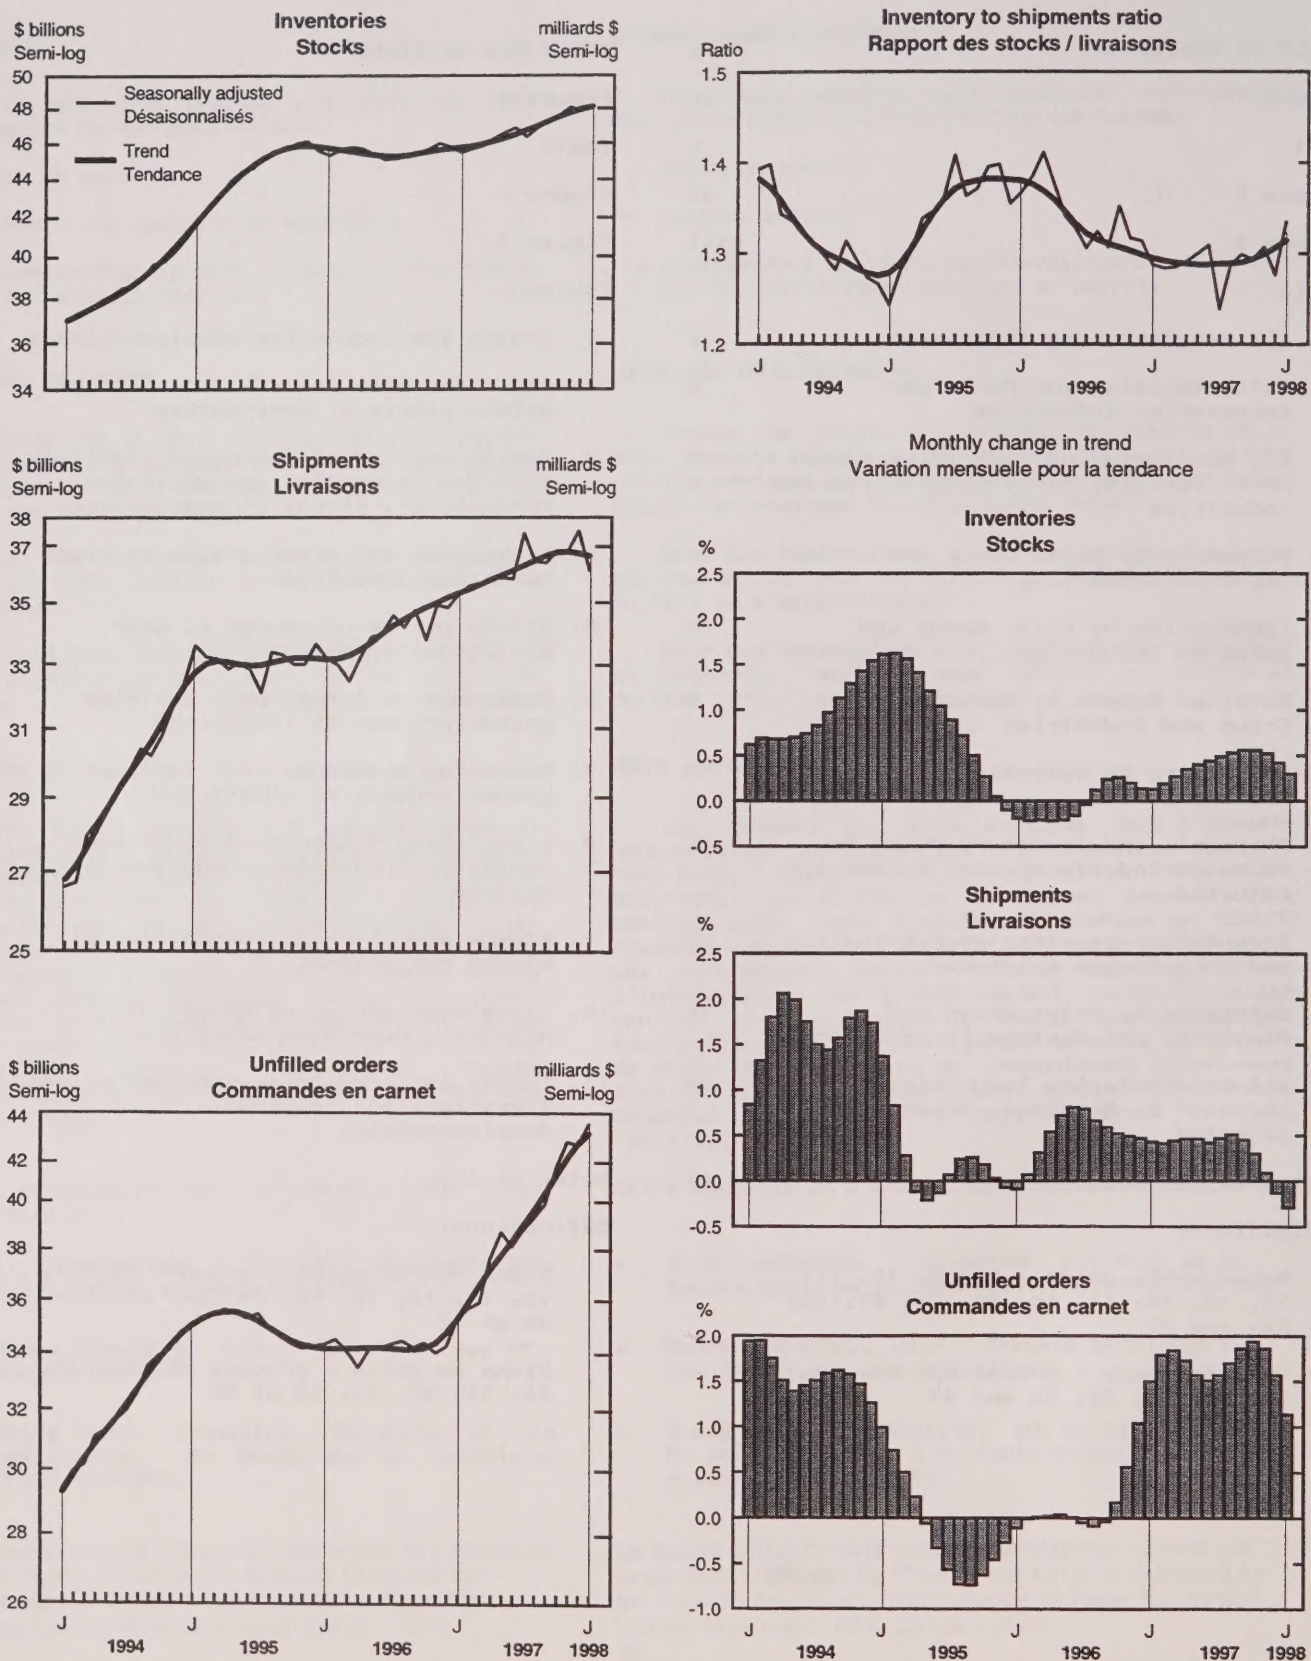 Inventories
Stocks
$ billions
Semi-log
milliards $
Semi-log
50
48
46
44
42
40
38
36
34
Seasonally adjusted
Désaisonnalisés
Trend
Tendance
Shipments
Livraisons
$ billions
Semi-log
milliards $
Semi-log
38
37
35
33
31
29
27
25
Unfilled orders
Commandes en carnet
$ billions
Semi-log
milliards $
Semi-log
44
42
40
38
36
34
32
30
28
26
J J J J J
1994 1995 1996 1997 1998
Inventory to shipments ratio
Rapport des stocks / livraisons
Ratio
1.5
1.4
1.3
1.2
J J J J J
1994 1995 1996 1997 1998
Monthly change in trend
Variation mensuelle pour la tendance
Inventories
Stocks
%
2.5
2.0
1.5
1.0
0.5
0.0
-0.5
Shipments
Livraisons
%
2.5
2.0
1.5
1.0
0.5
0.0
-0.5
Unfilled orders
Commandes en carnet
%
2.0
1.5
1.0
0.5
0.0
-0.5
-1.0
J J J J J
1994 1995 1996 1997 1998